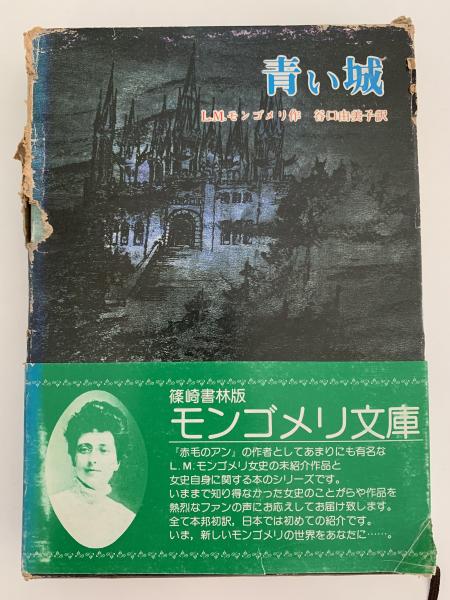 青い城
L.M.モンゴメリ作 谷口由美子訳
篠崎書林版
モンゴメリ文庫
『赤毛のアン』の作者としてあまりにも有名な
L.M.モンゴメリ女史の未紹介作品と
女史自身に関する本のシリーズです。
いままで知り得なかった女史のことがらや作品を
熱烈なファンの声にお応えしてお届け致します。
全て本邦初訳，日本では初めての紹介です。
いま，新しいモンゴメリの世界をあなたに……。